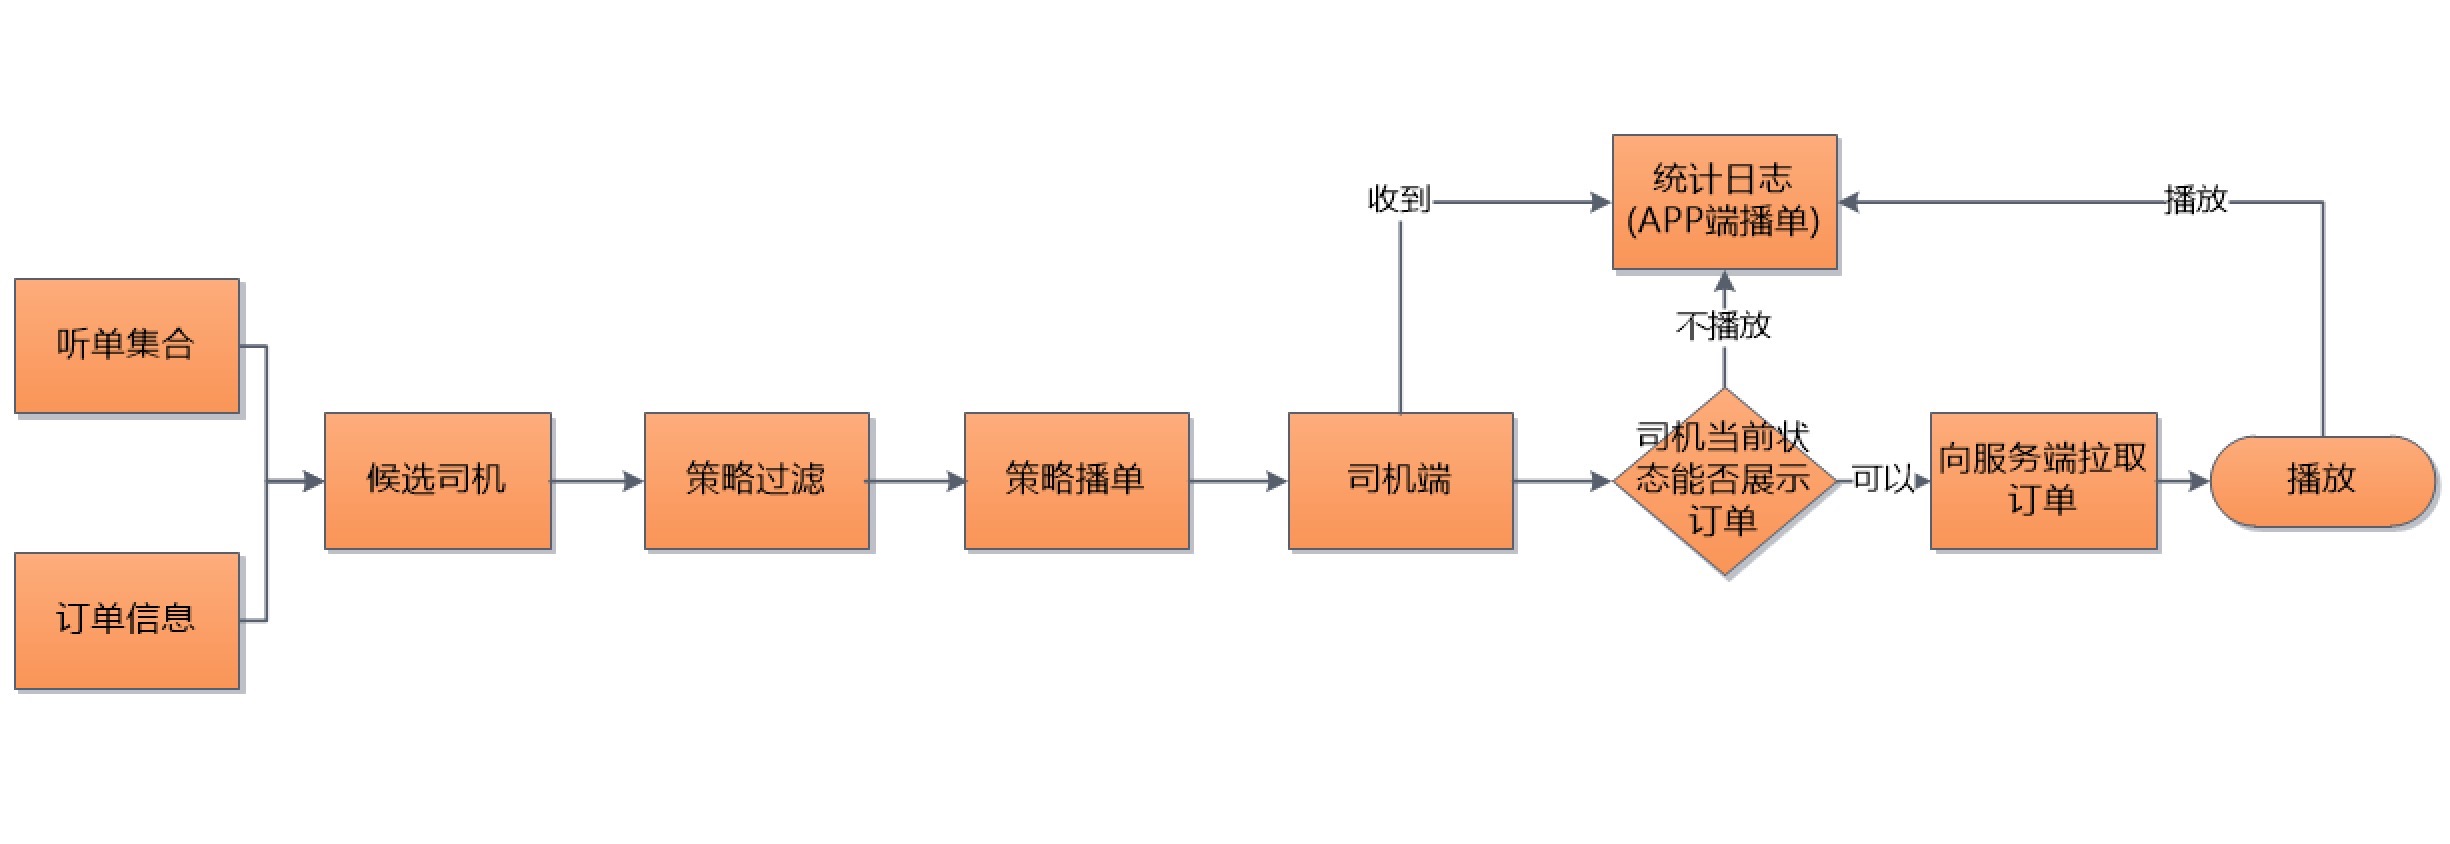 听单集合
订单信息
候选司机
策略过滤
策略播单
司机端
收到
统计日志
(APP端播单)
不播放
司机当前状
态能否展示
订单
可以
向服务端拉取
订单
播放
播放